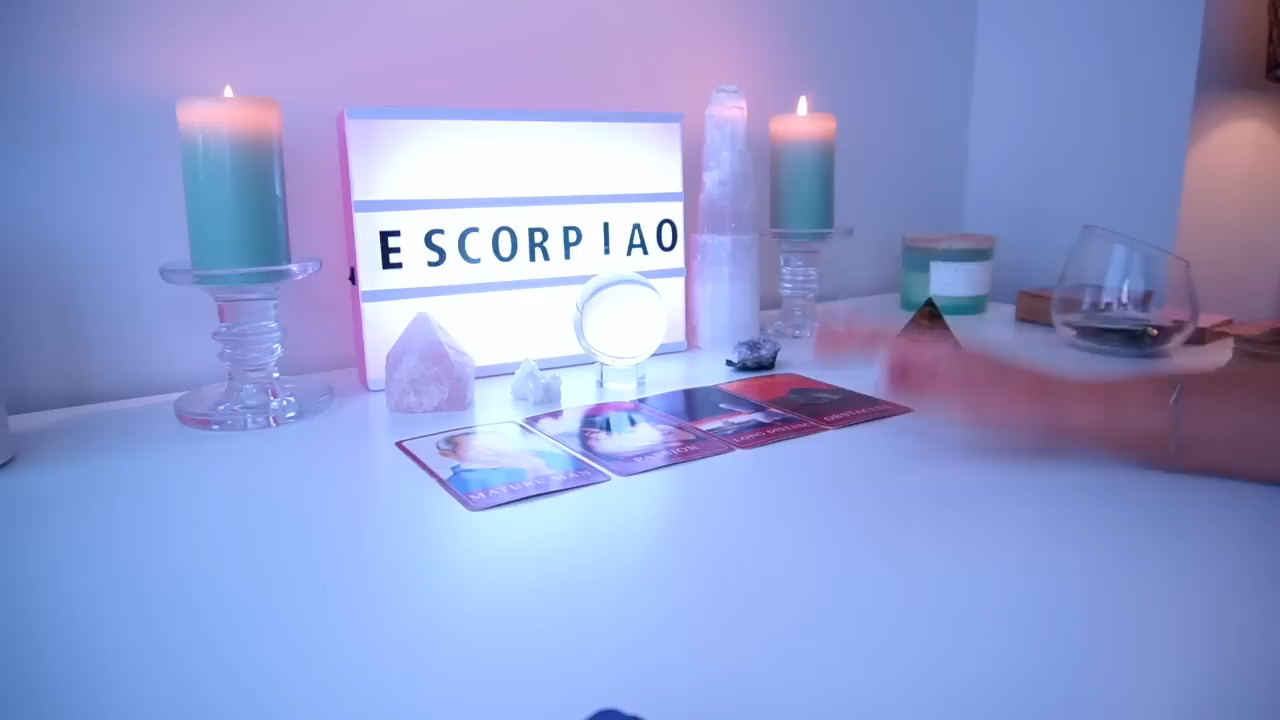 ESCORPIAO
MATURE MAN
PASSION
LONG DISTANCE
OBSTACLES